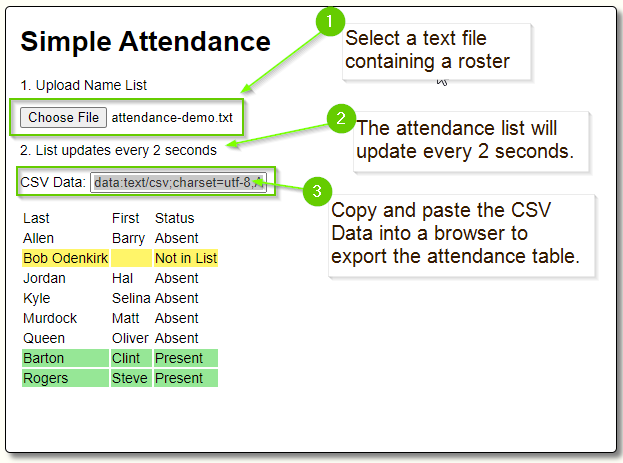 Simple Attendance
1
Select a text file
containing a roster
1. Upload Name List
Choose File attendance-demo.txt
2
The attendance list will
update every 2 seconds.
2. List updates every 2 seconds
CSV Data: data:text/csv;charset=utf-8,
3
Copy and paste the CSV
Data into a browser to
export the attendance table.
Last First Status
Allen Barry Absent
Bob Odenkirk Not in List
Jordan Hal Absent
Kyle Selina Absent
Murdock Matt Absent
Queen Oliver Absent
Barton Clint Present
Rogers Steve Present